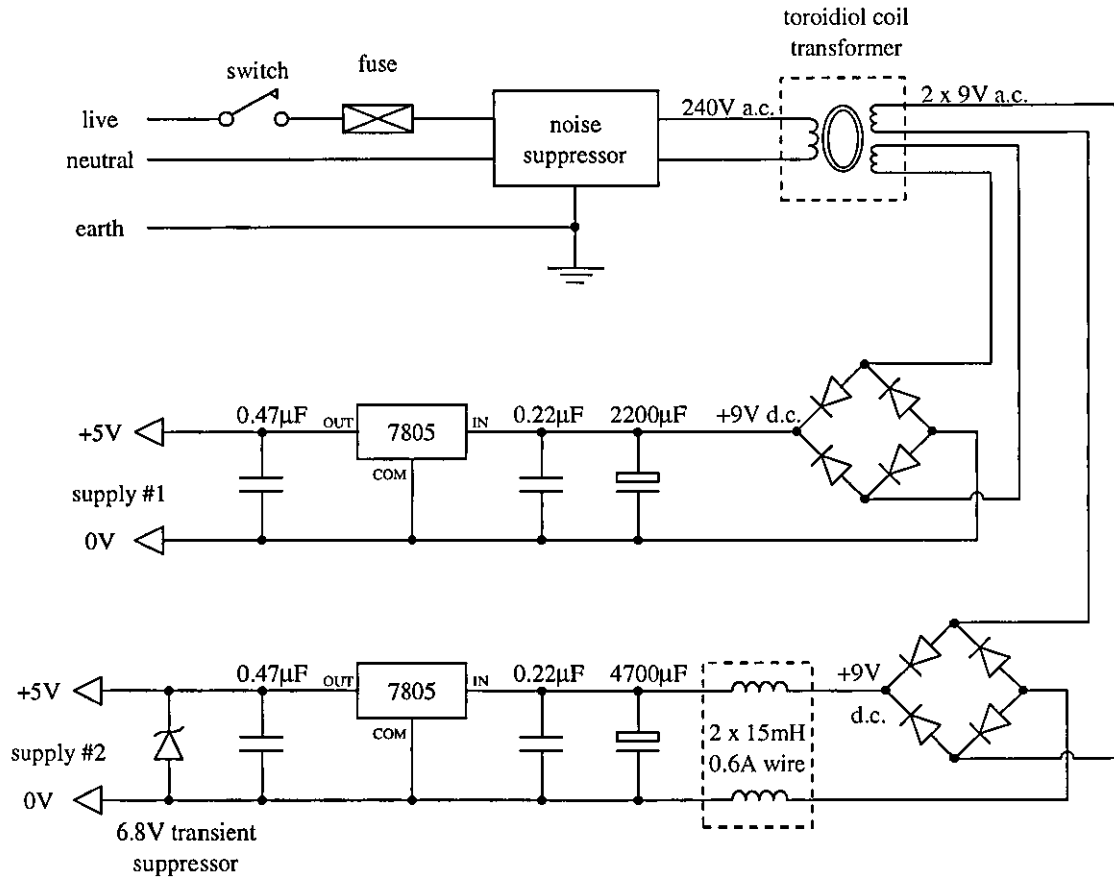 toroidiol coil
transformer
switch
fuse
live
240V a.c.
2 x 9V a.c.
noise
suppressor
neutral
earth
0.47µF
OUT
7805
IN
0.22µF
2200µF
+9V d.c.
+5V
COM
supply #1
0V
0.47µF
OUT
7805
IN
0.22µF
4700µF
+9V
d.c.
+5V
COM
2 x 15mH
0.6A wire
supply #2
0V
6.8V transient
suppressor